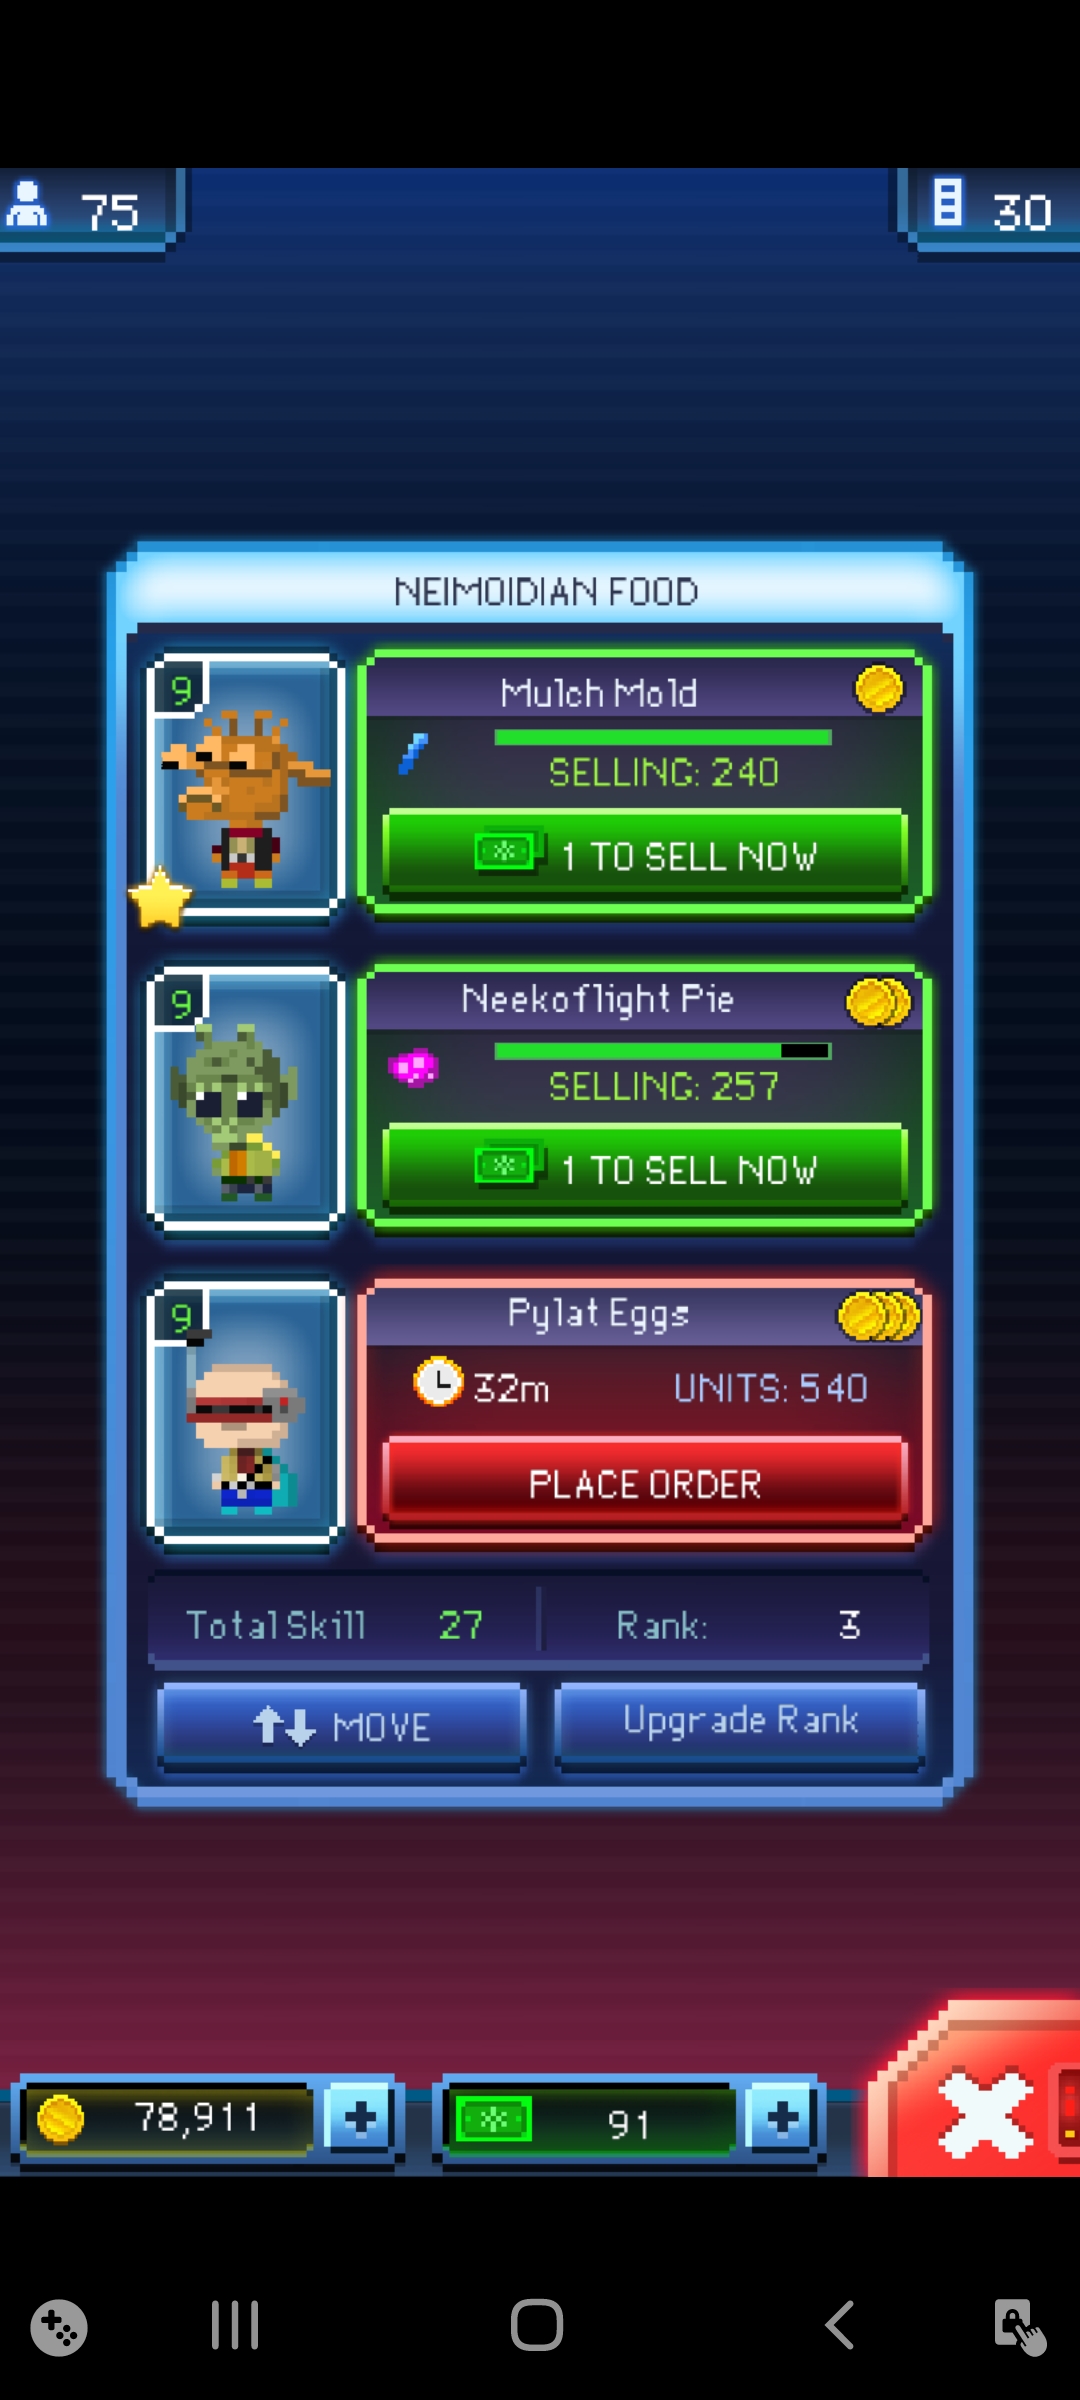 75
30
NEIMOIDIAN FOOD
9
Mulch Mold
SELLING: 240
1 TO SELL NOW
9
Neekoflight Pie
SELLING: 257
1 TO SELL NOW
9
Pylat Eggs
32m UNITS: 540
PLACE ORDER
Total Skill 27 Rank: 3
MOVE Upgrade Rank
78,911 91